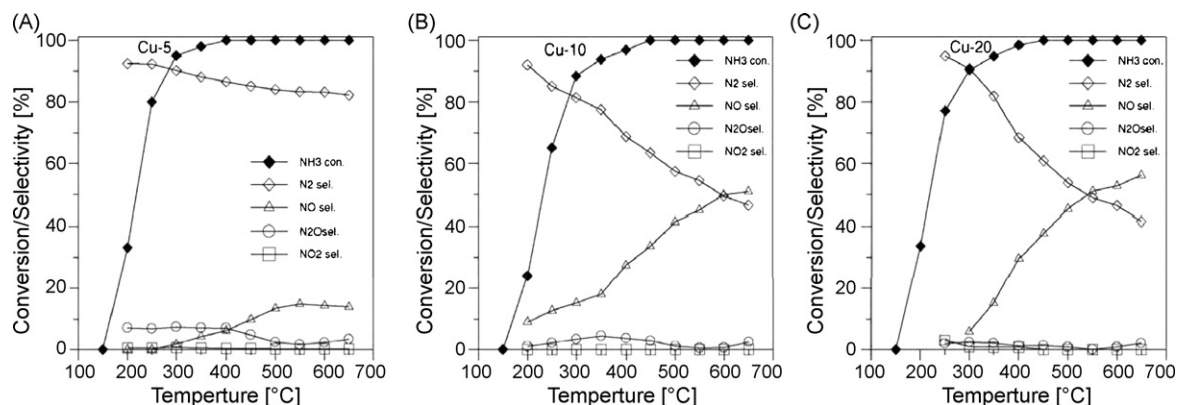 (A)
Conversion/Selectivity [%]
100
80
60
40
20
0
Cu-5
NH3 con.
N2 sel.
NO sel.
N2Osel.
NO2 sel.
200 300 400 500 600 700
Temperture [°C]
(B)
Conversion/Selectivity [%]
100
80
60
40
20
0
Cu-10
NH3 con.
N2 sel.
NO sel.
N2Osel.
NO2 sel.
200 300 400 500 600 700
Temperture [°C]
(C)
Conversion/Selectivity [%]
100
80
60
40
20
0
Cu-20
NH3 con.
N2 sel.
NO sel.
N2Osel.
NO2 sel.
200 300 400 500 600 700
Temperture [°C]